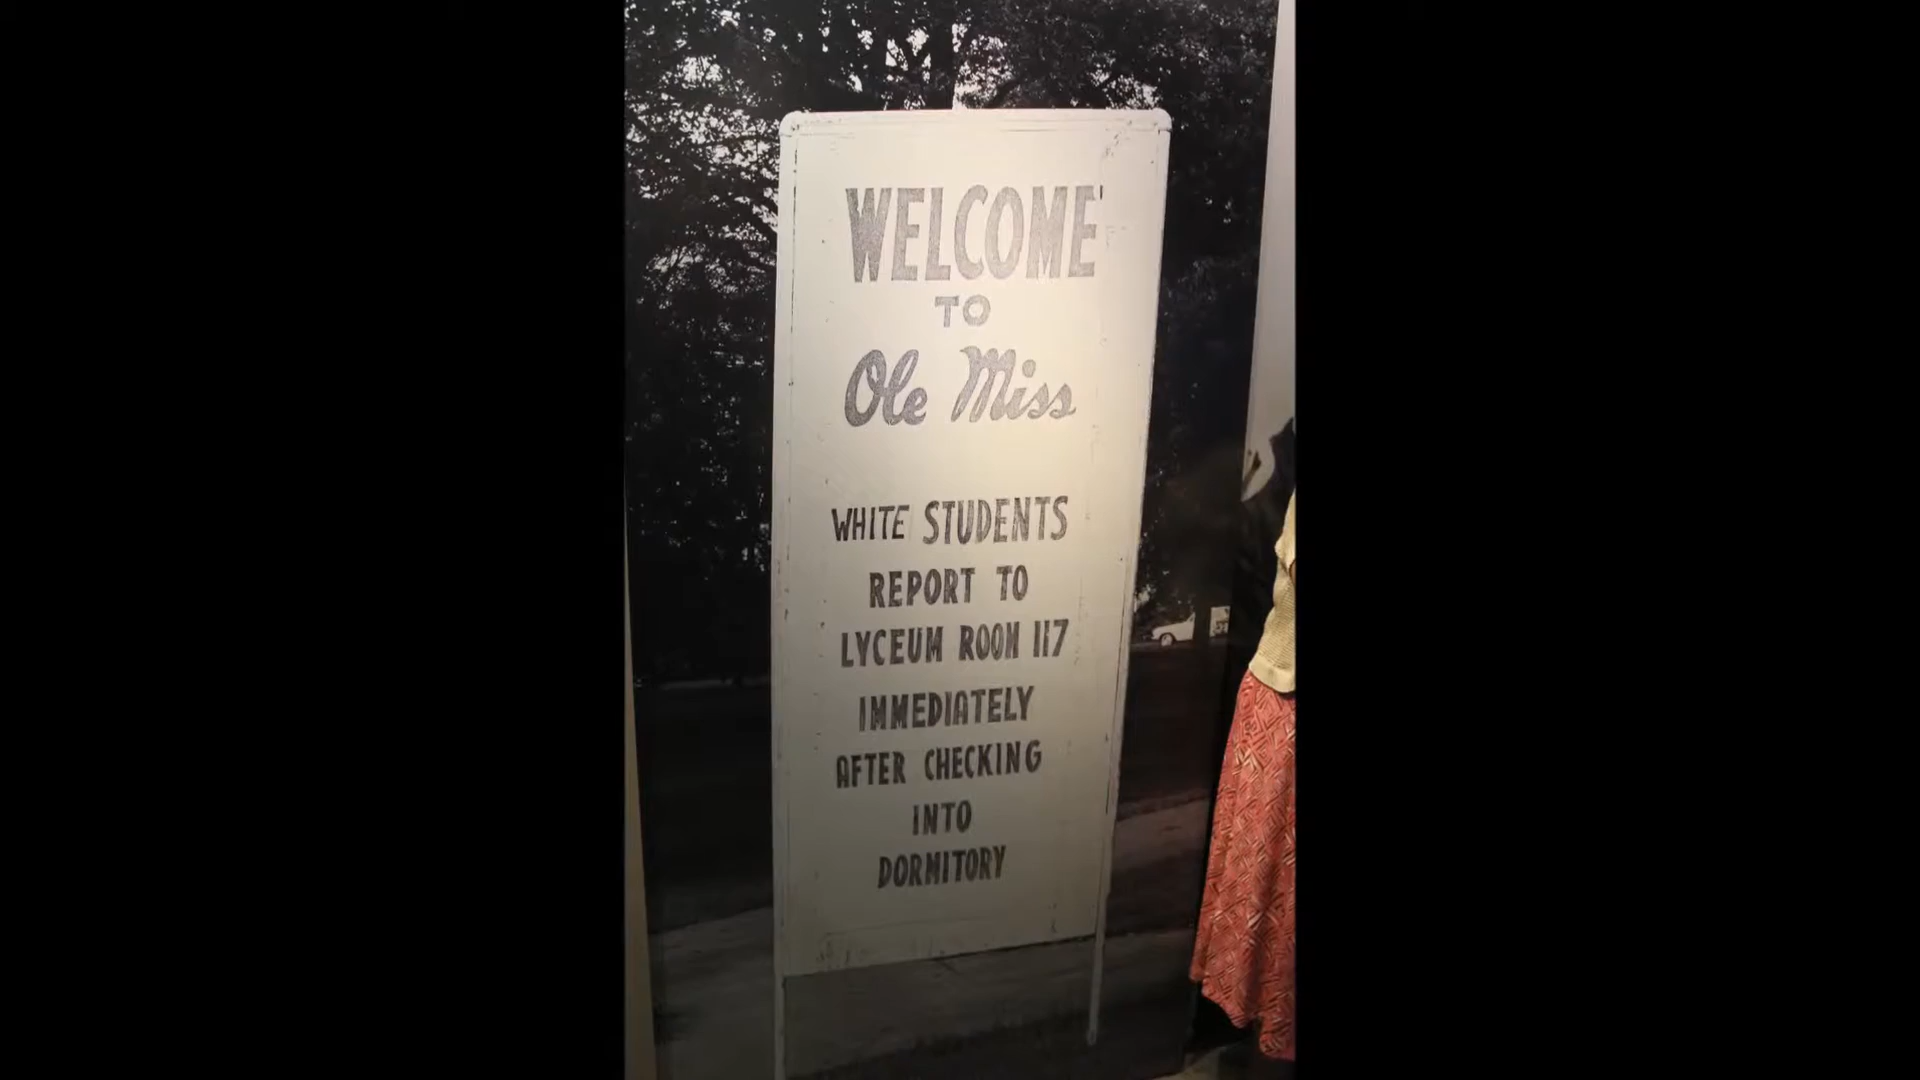 WELCOME
TO
Ole Miss
WHITE STUDENTS
REPORT TO
LYCEUM ROOM 117
IMMEDIATELY
AFTER CHECKING
INTO
DORMITORY